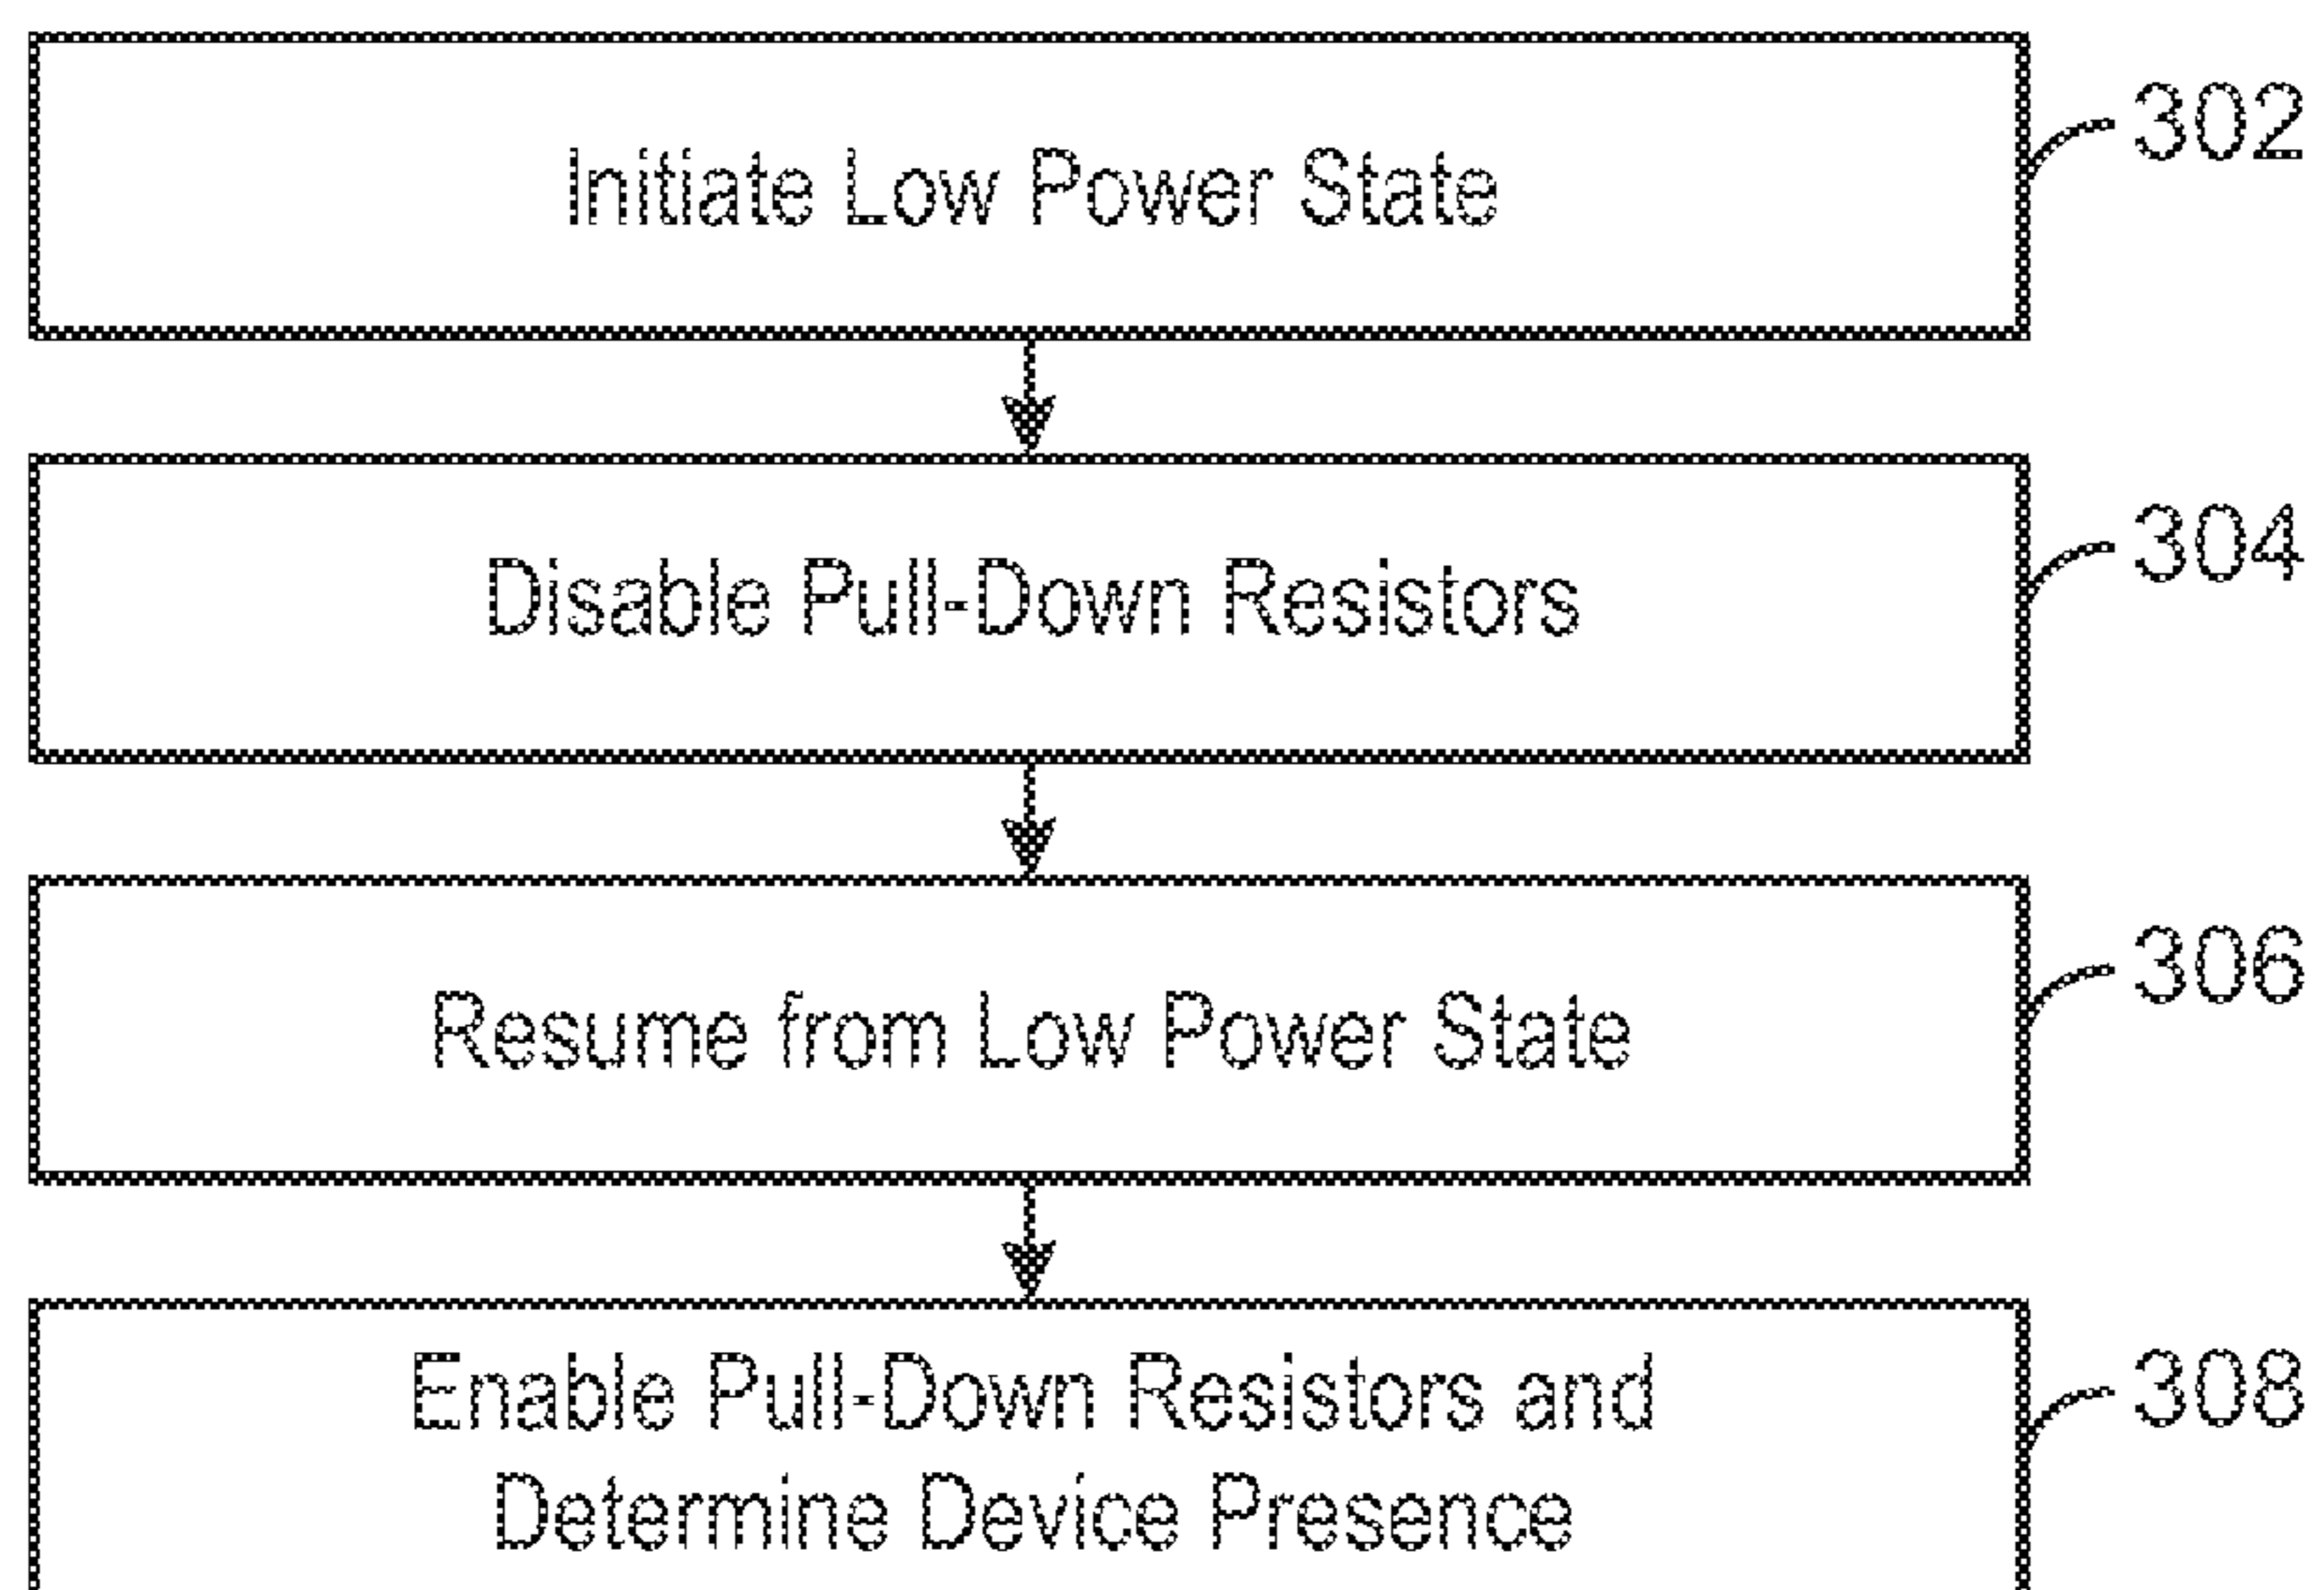 Initiate Low Power State
302
Disable Pull-Down Resistors
304
Resume from Low Power State
306
Enable Pull-Down Resistors and
Determine Device Presence
308